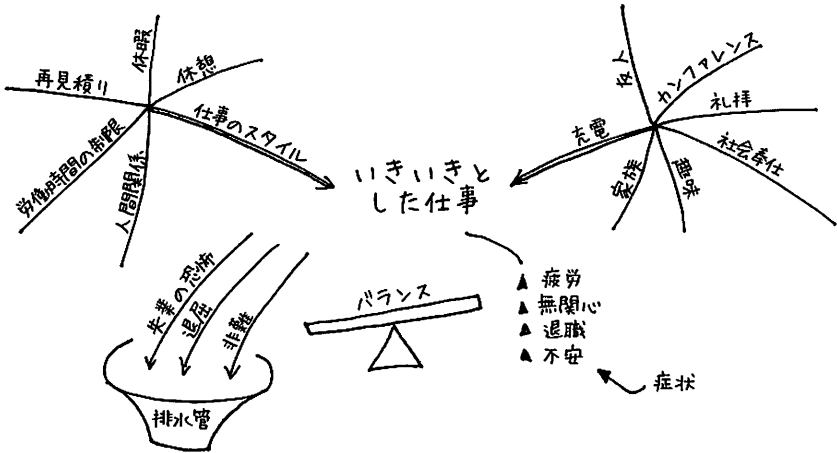 休暇
休憩
再見積り
仕事のスタイル
労働時間の制限
人間関係
友人
カンファレンス
礼拝
充電
社会奉仕
家族
趣味
いきいきと
した仕事
失業の恐怖
退屈
非難
排水管
バランス
疲労
無関心
退職
不安
症状